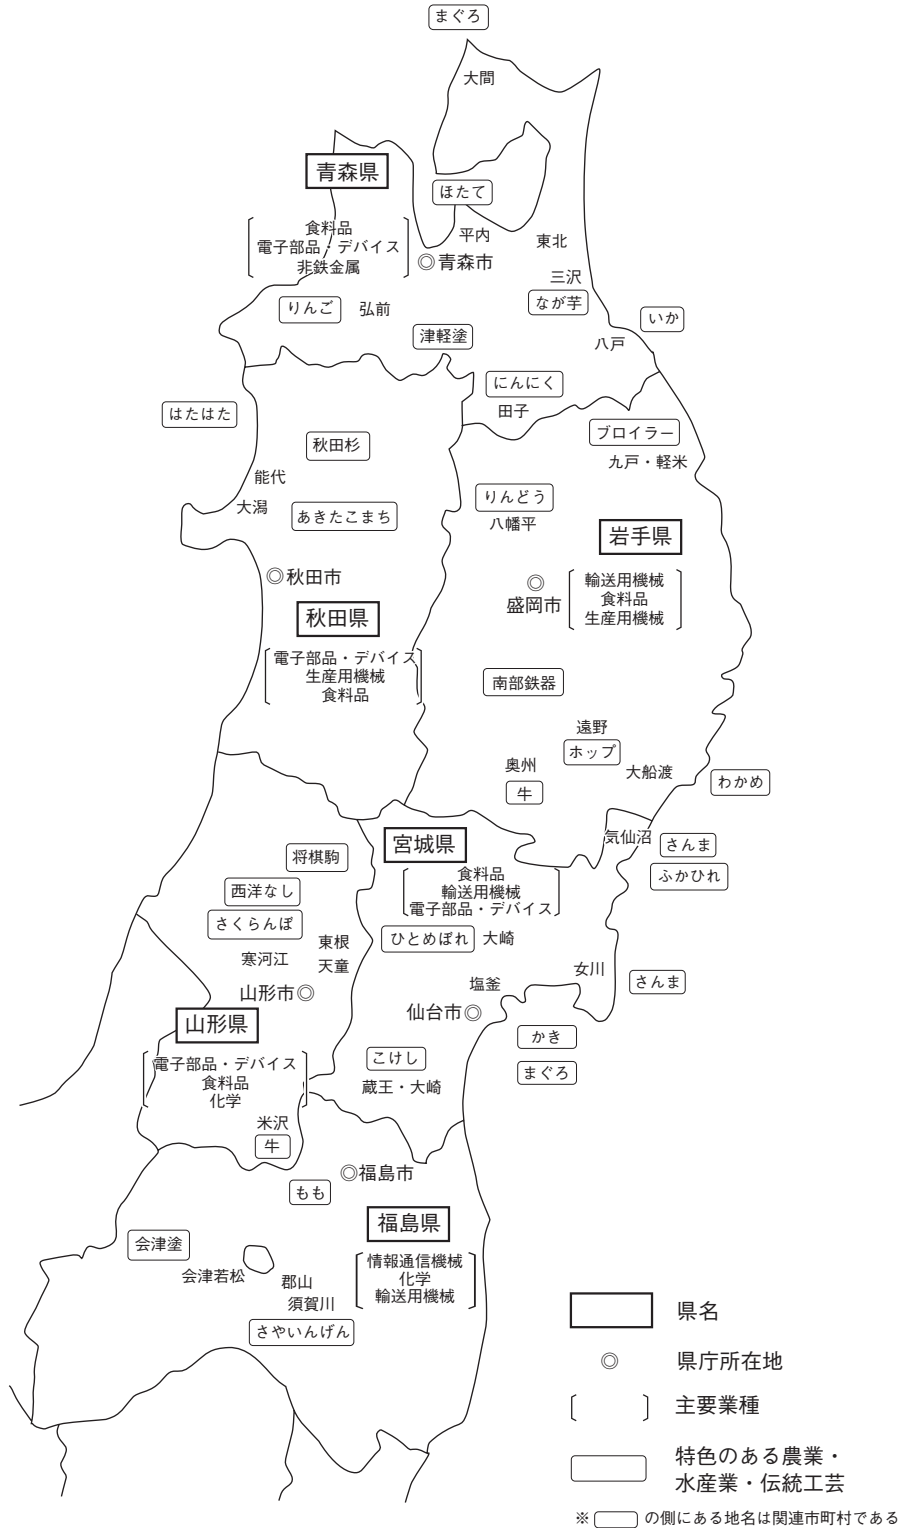 まぐろ
大間
青森県
ほたて
食料品
電子部品・デバイス
非鉄金属
平内
◎青森市
東北
三沢
なが芋
りんご
弘前
津軽塗
いか
八戸
にんにく
田子
はたはた
秋田杉
能代
大潟
あきたこまち
◎秋田市
秋田県
電子部品・デバイス
生産用機械
食料品
ブロイラー
九戸・軽米
りんどう
八幡平
岩手県
◎
盛岡市
輸送用機械
食料品
生産用機械
南部鉄器
遠野
ホップ
奥州
牛
大船渡
わかめ
宮城県
食料品
輸送用機械
電子部品・デバイス
気仙沼
さんま
ふかひれ
ひとめぼれ
大崎
女川
さんま
塩釜
仙台市◎
かき
まぐろ
こけし
蔵王・大崎
将棋駒
西洋なし
さくらんぼ
東根
寒河江
天童
山形市◎
山形県
電子部品・デバイス
食料品
化学
米沢
牛
◎福島市
もも
福島県
情報通信機械
化学
輸送用機械
会津塗
会津若松
郡山
須賀川
さやいんげん
県名
◎ 県庁所在地
主要業種
特色のある農業・
水産業・伝統工芸
※ の側にある地名は関連市町村である